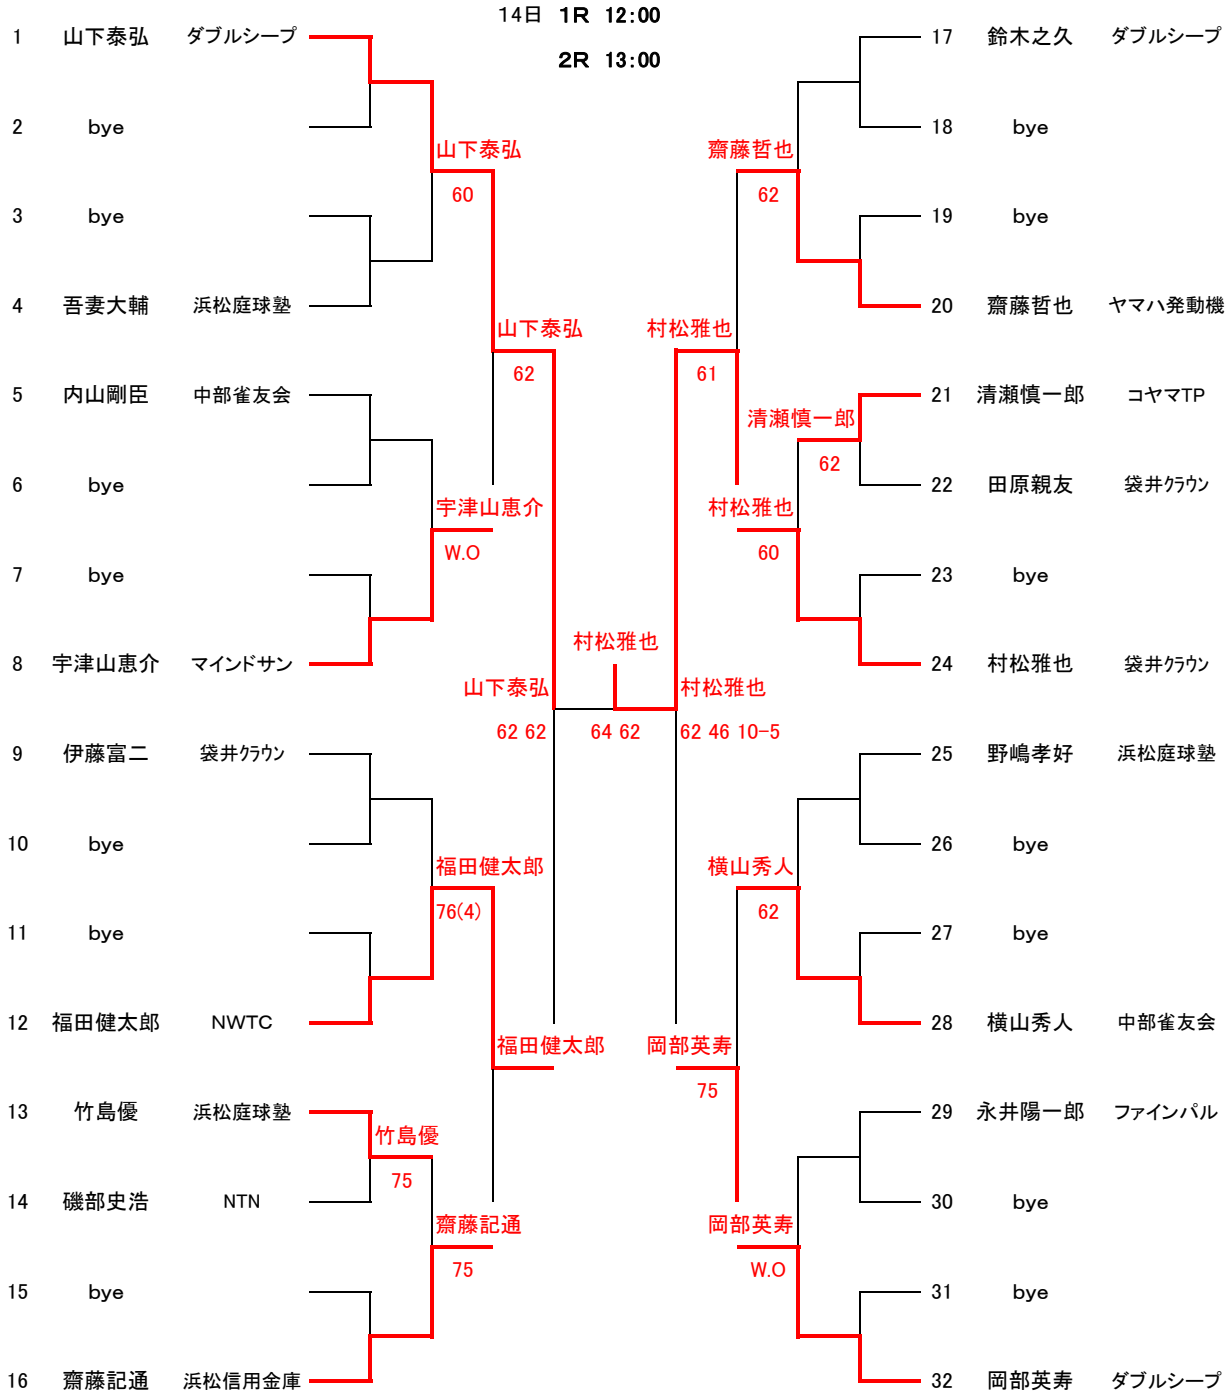 14日 1R 12:00
2R 13:00
1 山下泰弘 ダブルシープ
2 bye
山下泰弘
60
3 bye
4 吾妻大輔 浜松庭球塾
山下泰弘
62
5 内山剛臣 中部雀友会
6 bye
宇津山恵介
W.O
7 bye
8 宇津山恵介 マインドサン
山下泰弘
62 62
9 伊藤富二 袋井クラウン
10 bye
福田健太郎
76(4)
11 bye
12 福田健太郎 NWTC
福田健太郎
13 竹島優 浜松庭球塾
竹島優
75
14 磯部史浩 NTN
齋藤記通
75
15 bye
16 齋藤記通 浜松信用金庫
村松雅也
64 62
17 鈴木之久 ダブルシープ
18 bye
齋藤哲也
62
19 bye
20 齋藤哲也 ヤマハ発動機
村松雅也
61
21 清瀬慎一郎 コヤマTP
清瀬慎一郎
62
22 田原親友 袋井クラウン
村松雅也
60
23 bye
24 村松雅也 袋井クラウン
村松雅也
62 46 10-5
25 野嶋孝好 浜松庭球塾
26 bye
横山秀人
62
27 bye
28 横山秀人 中部雀友会
岡部英寿
75
29 永井陽一郎 ファインパル
30 bye
岡部英寿
W.O
31 bye
32 岡部英寿 ダブルシープ